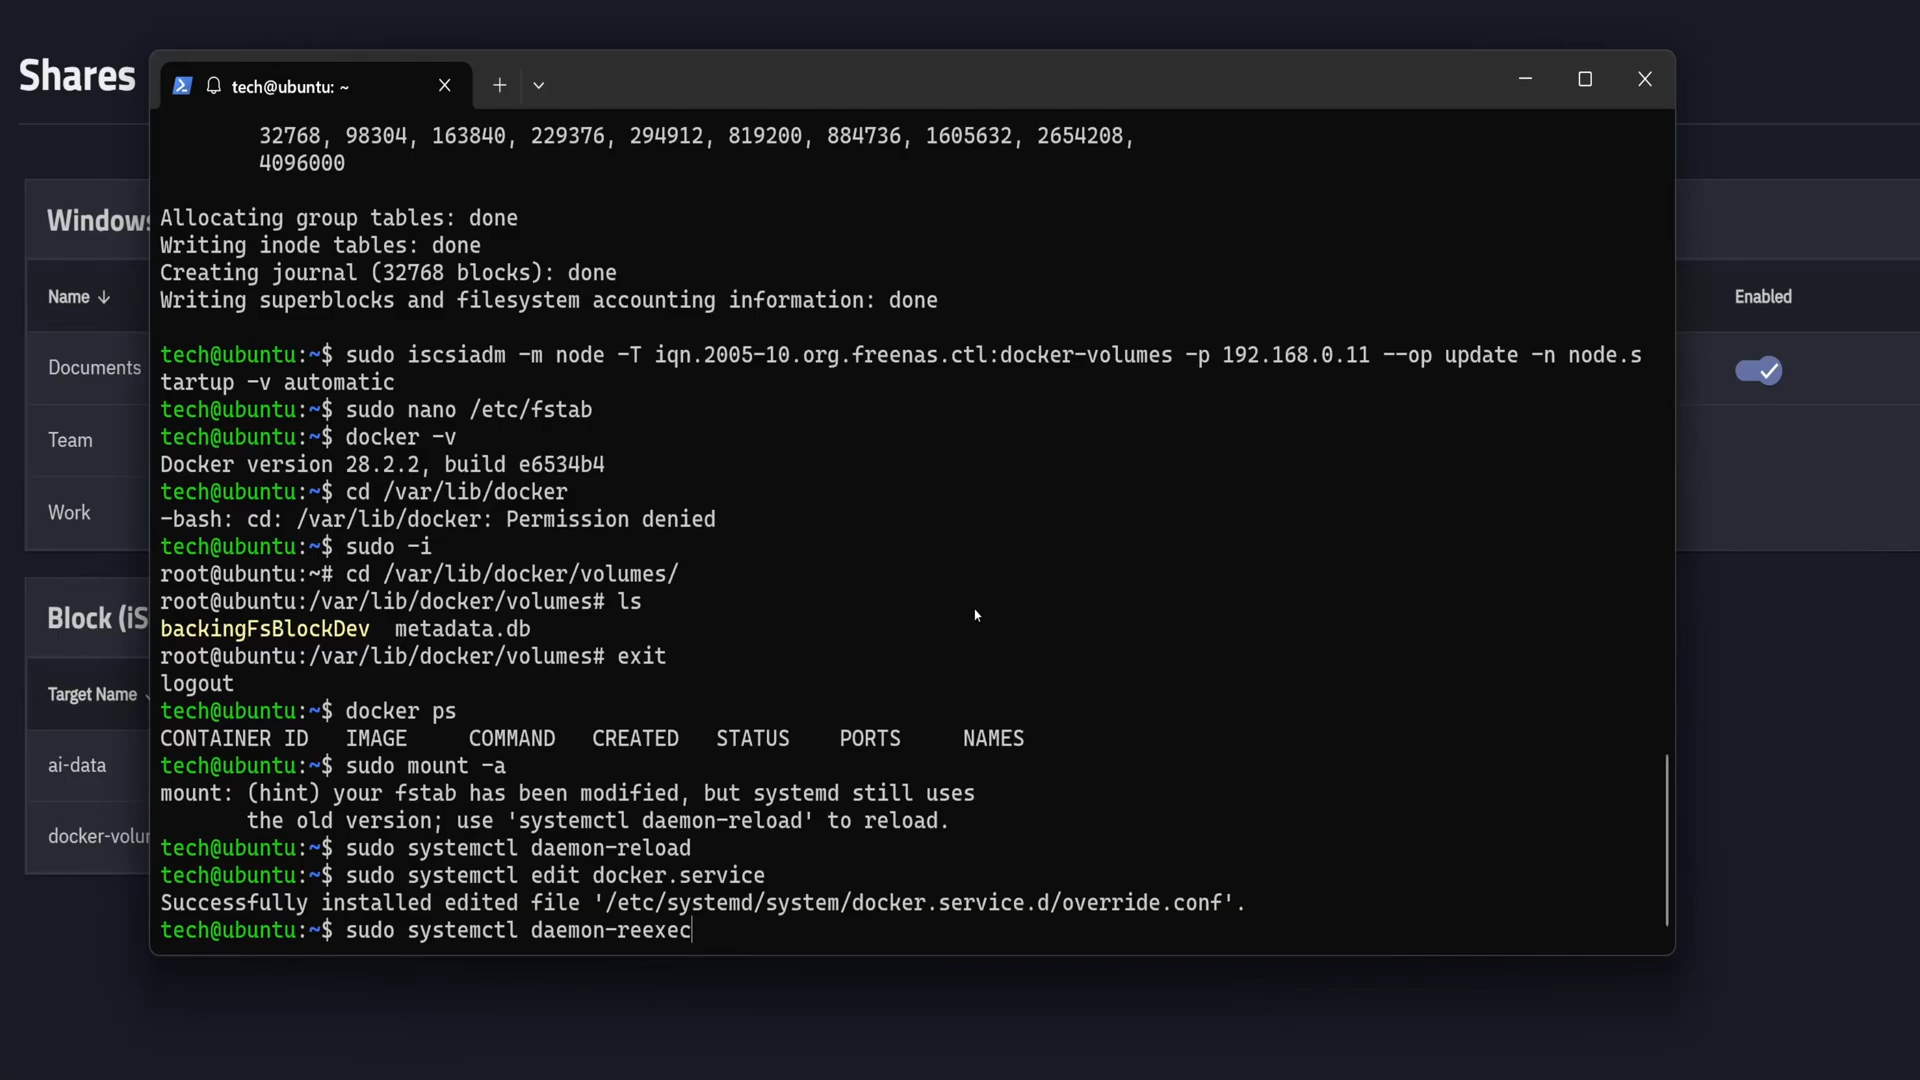 Shares
tech@ubuntu: ~
32768, 98304, 163840, 229376, 294912, 819200, 884736, 1605632, 2654208,
4096000
Allocating group tables: done
Writing inode tables: done
Creating journal (32768 blocks): done
Writing superblocks and filesystem accounting information: done
tech@ubuntu:~$ sudo iscsiadm -m node -T iqn.2005-10.org.freenas.ctl:docker-volumes -p 192.168.0.11 --op update -n node.s
tartup -v automatic
tech@ubuntu:~$ sudo nano /etc/fstab
tech@ubuntu:~$ docker -v
Docker version 28.2.2, build e6534b4
tech@ubuntu:~$ cd /var/lib/docker
-bash: cd: /var/lib/docker: Permission denied
tech@ubuntu:~$ sudo -i
root@ubuntu:~# cd /var/lib/docker/volumes/
root@ubuntu:/var/lib/docker/volumes# ls
backingFsBlockDev  metadata.db
root@ubuntu:/var/lib/docker/volumes# exit
logout
tech@ubuntu:~$ docker ps
CONTAINER ID   IMAGE     COMMAND   CREATED   STATUS    PORTS     NAMES
tech@ubuntu:~$ sudo mount -a
mount: (hint) your fstab has been modified, but systemd still uses
the old version; use 'systemctl daemon-reload' to reload.
tech@ubuntu:~$ sudo systemctl daemon-reload
tech@ubuntu:~$ sudo systemctl edit docker.service
Successfully installed edited file '/etc/systemd/system/docker.service.d/override.conf'.
tech@ubuntu:~$ sudo systemctl daemon-reexec
Windows
Name
Enabled
Documents
Team
Work
Block (iS
Target Name
ai-data
docker-volu